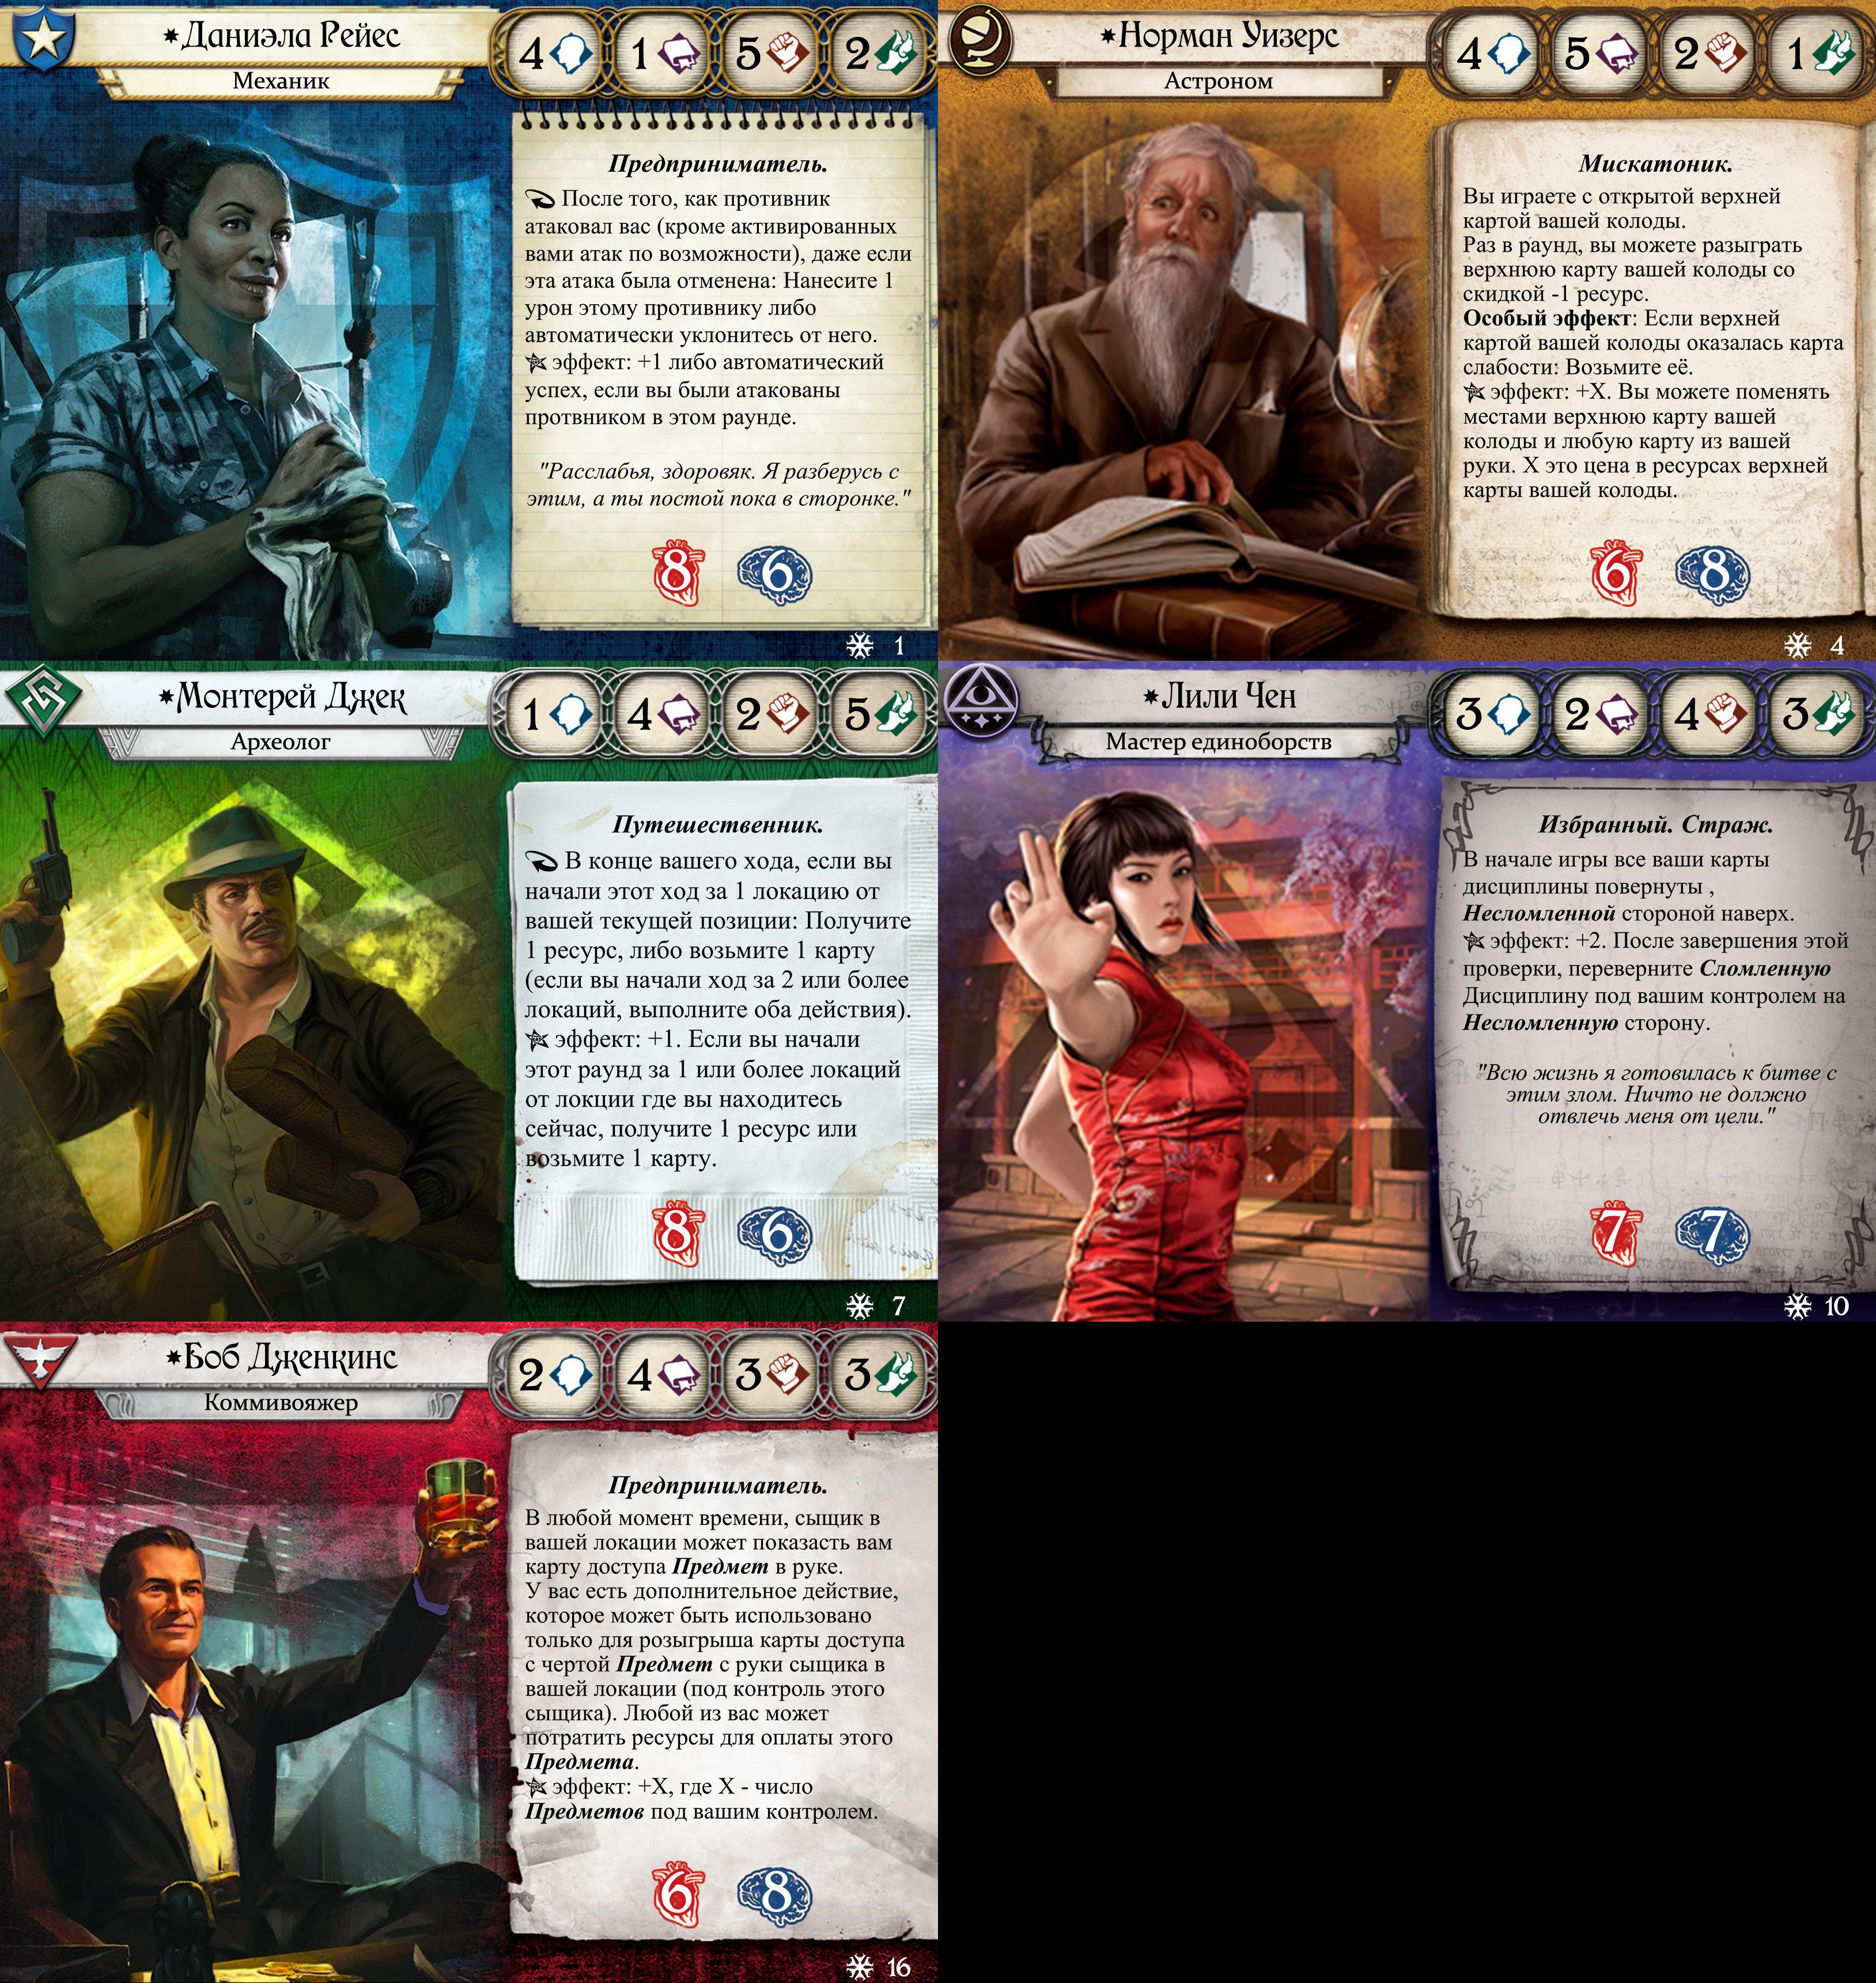 Даниэла Рейес
Механик
4 1 5 2
Предприниматель.
После того, как противник
атаковал вас (кроме активированных
вами атак по возможности), даже если
эта атака была отменена: Нанесите 1
урон этому противнику либо
автоматически уклонитесь от него.
эффект: +1 либо автоматический
успех, если вы были атакованы
протвником в этом раунде.
"Расслабья, здоровяк. Я разберусь с
этим, а ты постой пока в сторонке."
8 6
1
Норман Уизерс
Астроном
4 5 2 1
Мискатоник.
Вы играете с открытой верхней
картой вашей колоды.
Раз в раунд, вы можете разыграть
верхнюю карту вашей колоды со
скидкой -1 ресурс.
Особый эффект: Если верхней
картой вашей колоды оказалась карта
слабости: Возьмите её.
эффект: +X. Вы можете поменять
местами верхнюю карту вашей
колоды и любую карту из вашей
руки. X это цена в ресурсах верхней
карты вашей колоды.
6 8
4
Монтерей Джек
Археолог
1 4 2 5
Путешественник.
В конце вашего хода, если вы
начали этот ход за 1 локацию от
вашей текущей позиции: Получите
1 ресурс, либо возьмите 1 карту
(если вы начали ход за 2 или более
локаций, выполните оба действия).
эффект: +1. Если вы начали
этот раунд за 1 или более локаций
от локции где вы находитесь
сейчас, получите 1 ресурс или
возьмите 1 карту.
8 6
7
Лили Чен
Мастер единоборств
3 2 4 3
Избранный. Страж.
В начале игры все ваши карты
дисциплины повернуты ,
Несломленной стороной наверх.
эффект: +2. После завершения этой
проверки, переверните Сломленную
Дисциплину под вашим контролем на
Несломленную сторону.
"Всю жизнь я готовилась к битве с
этим злом. Ничто не должно
отвлечь меня от цели."
7 7
10
Боб Дженкинс
Коммивояжер
2 4 3 3
Предприниматель.
В любой момент времени, сыщик в
вашей локации может показасть вам
карту доступа Предмет в руке.
У вас есть дополнительное действие,
которое может быть использовано
только для розыгрыша карты доступа
с чертой Предмет с руки сыщика в
вашей локации (под контроль этого
сыщика). Любой из вас может
потратить ресурсы для оплаты этого
Предмета.
эффект: +X, где X - число
Предметов под вашим контролем.
6 8
16